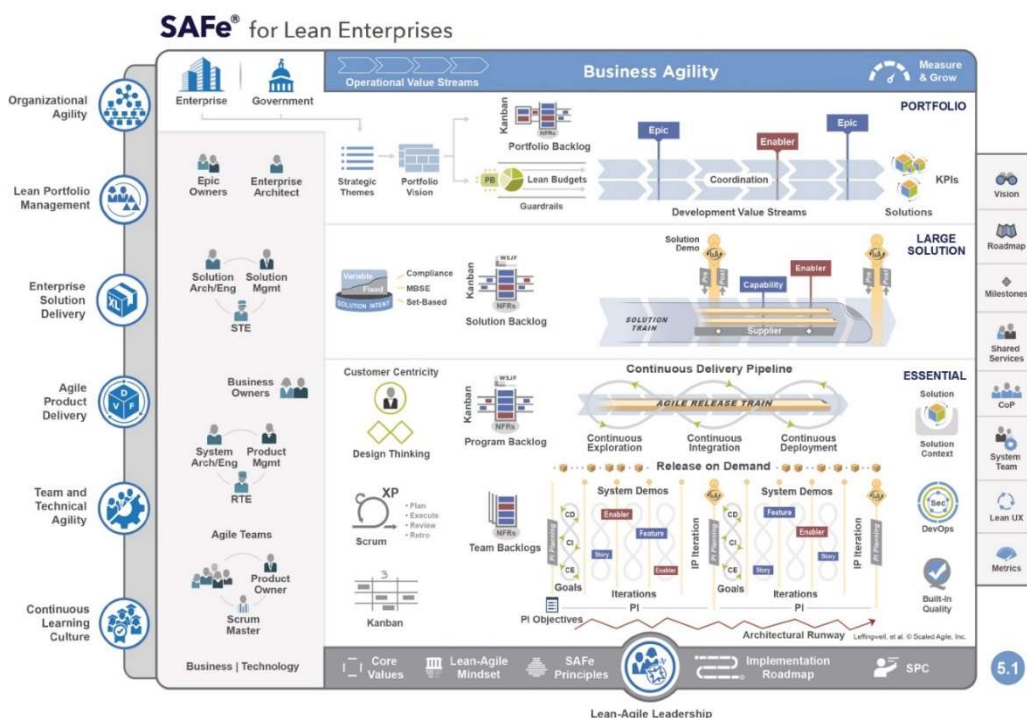 SAFe® for Lean Enterprises
Organizational
Agility
Lean Portfolio
Management
Enterprise
Solution
Delivery
Agile
Product
Delivery
Team and
Technical
Agility
Continuous
Learning
Culture
Enterprise
Government
Epic
Owners
Enterprise
Architect
Solution
Arch/Eng
Solution
Mgmt
STE
Business
Owners
System
Arch/Eng
Product
Mgmt
RTE
Agile Teams
Product
Owner
Scrum
Master
Business | Technology
Operational Value Streams
Business Agility
Measure
& Grow
PORTFOLIO
Strategic
Themes
Portfolio
Vision
Kanban
NFRs
Portfolio Backlog
PB
Lean Budgets
Guardrails
Epic
Enabler
Epic
Coordination
Development Value Streams
KPIs
Solutions
LARGE
SOLUTION
Variable
Fixed
SOLUTION INTENT
Compliance
MBSE
Set-Based
Kanban
WSJF
NFRs
Solution Backlog
Solution
Demo
I&A
Pre
Post
Capability
Enabler
I&A
Pre
Post
SOLUTION
TRAIN
Supplier
ESSENTIAL
Customer Centricity
Design Thinking
Kanban
WSJF
NFRs
Program Backlog
Continuous Delivery Pipeline
AGILE RELEASE TRAIN
Continuous
Exploration
Continuous
Integration
Continuous
Deployment
Release on Demand
XP
Scrum
• Plan
• Execute
• Review
• Retro
3
Kanban
NFRs
Team Backlogs
PI Planning
CD
CI
CE
Goals
System Demos
Enabler
Feature
Story
Enabler
Iterations
IP Iteration
I&A
PI Planning
CD
CI
CE
Goals
System Demos
Feature
Enabler
Story
Story
Iterations
IP Iteration
I&A
PI Planning
PI
PI
PI Objectives
Architectural Runway
Leffingwell, et al. © Scaled Agile, Inc.
Solution
Solution
Context
Sec
DevOps
Built-In
Quality
Vision
Roadmap
Milestones
Shared
Services
CoP
System
Team
Lean UX
Metrics
Core
Values
Lean-Agile
Mindset
SAFe
Principles
Implementation
Roadmap
SPC
Lean-Agile Leadership
5.1
XL
D
V
F